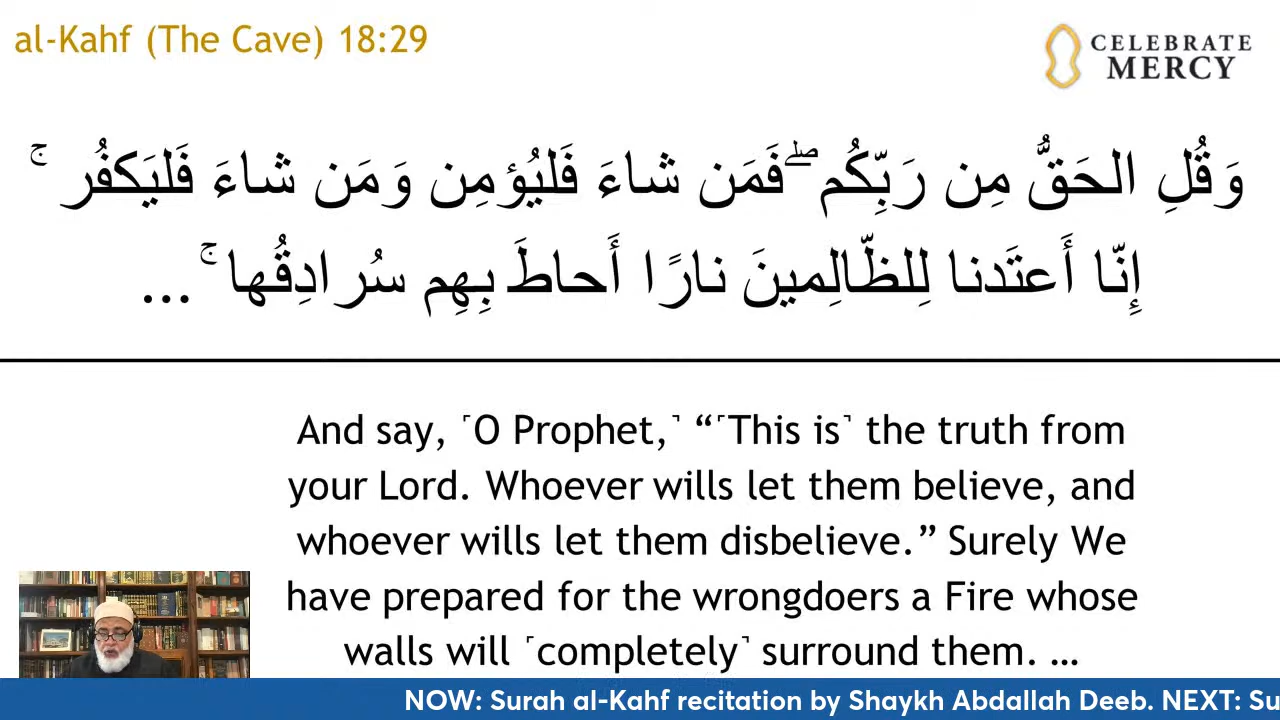 al-Kahf (The Cave) 18:29
CELEBRATE
MERCY
وَقُلِ الحَقُّ مِن رَبِّكُم ۖ فَمَن شاءَ فَليُؤمِن وَمَن شاءَ فَليَكفُر ۚ
إِنّا أَعتَدنا لِلظّالِمينَ نارًا أَحاطَ بِهِم سُرادِقُها ۚ ...
And say, ˹O Prophet,˺ “˹This is˺ the truth from
your Lord. Whoever wills let them believe, and
whoever wills let them disbelieve.” Surely We
have prepared for the wrongdoers a Fire whose
walls will ˹completely˺ surround them. …
NOW: Surah al-Kahf recitation by Shaykh Abdallah Deeb. NEXT: Su